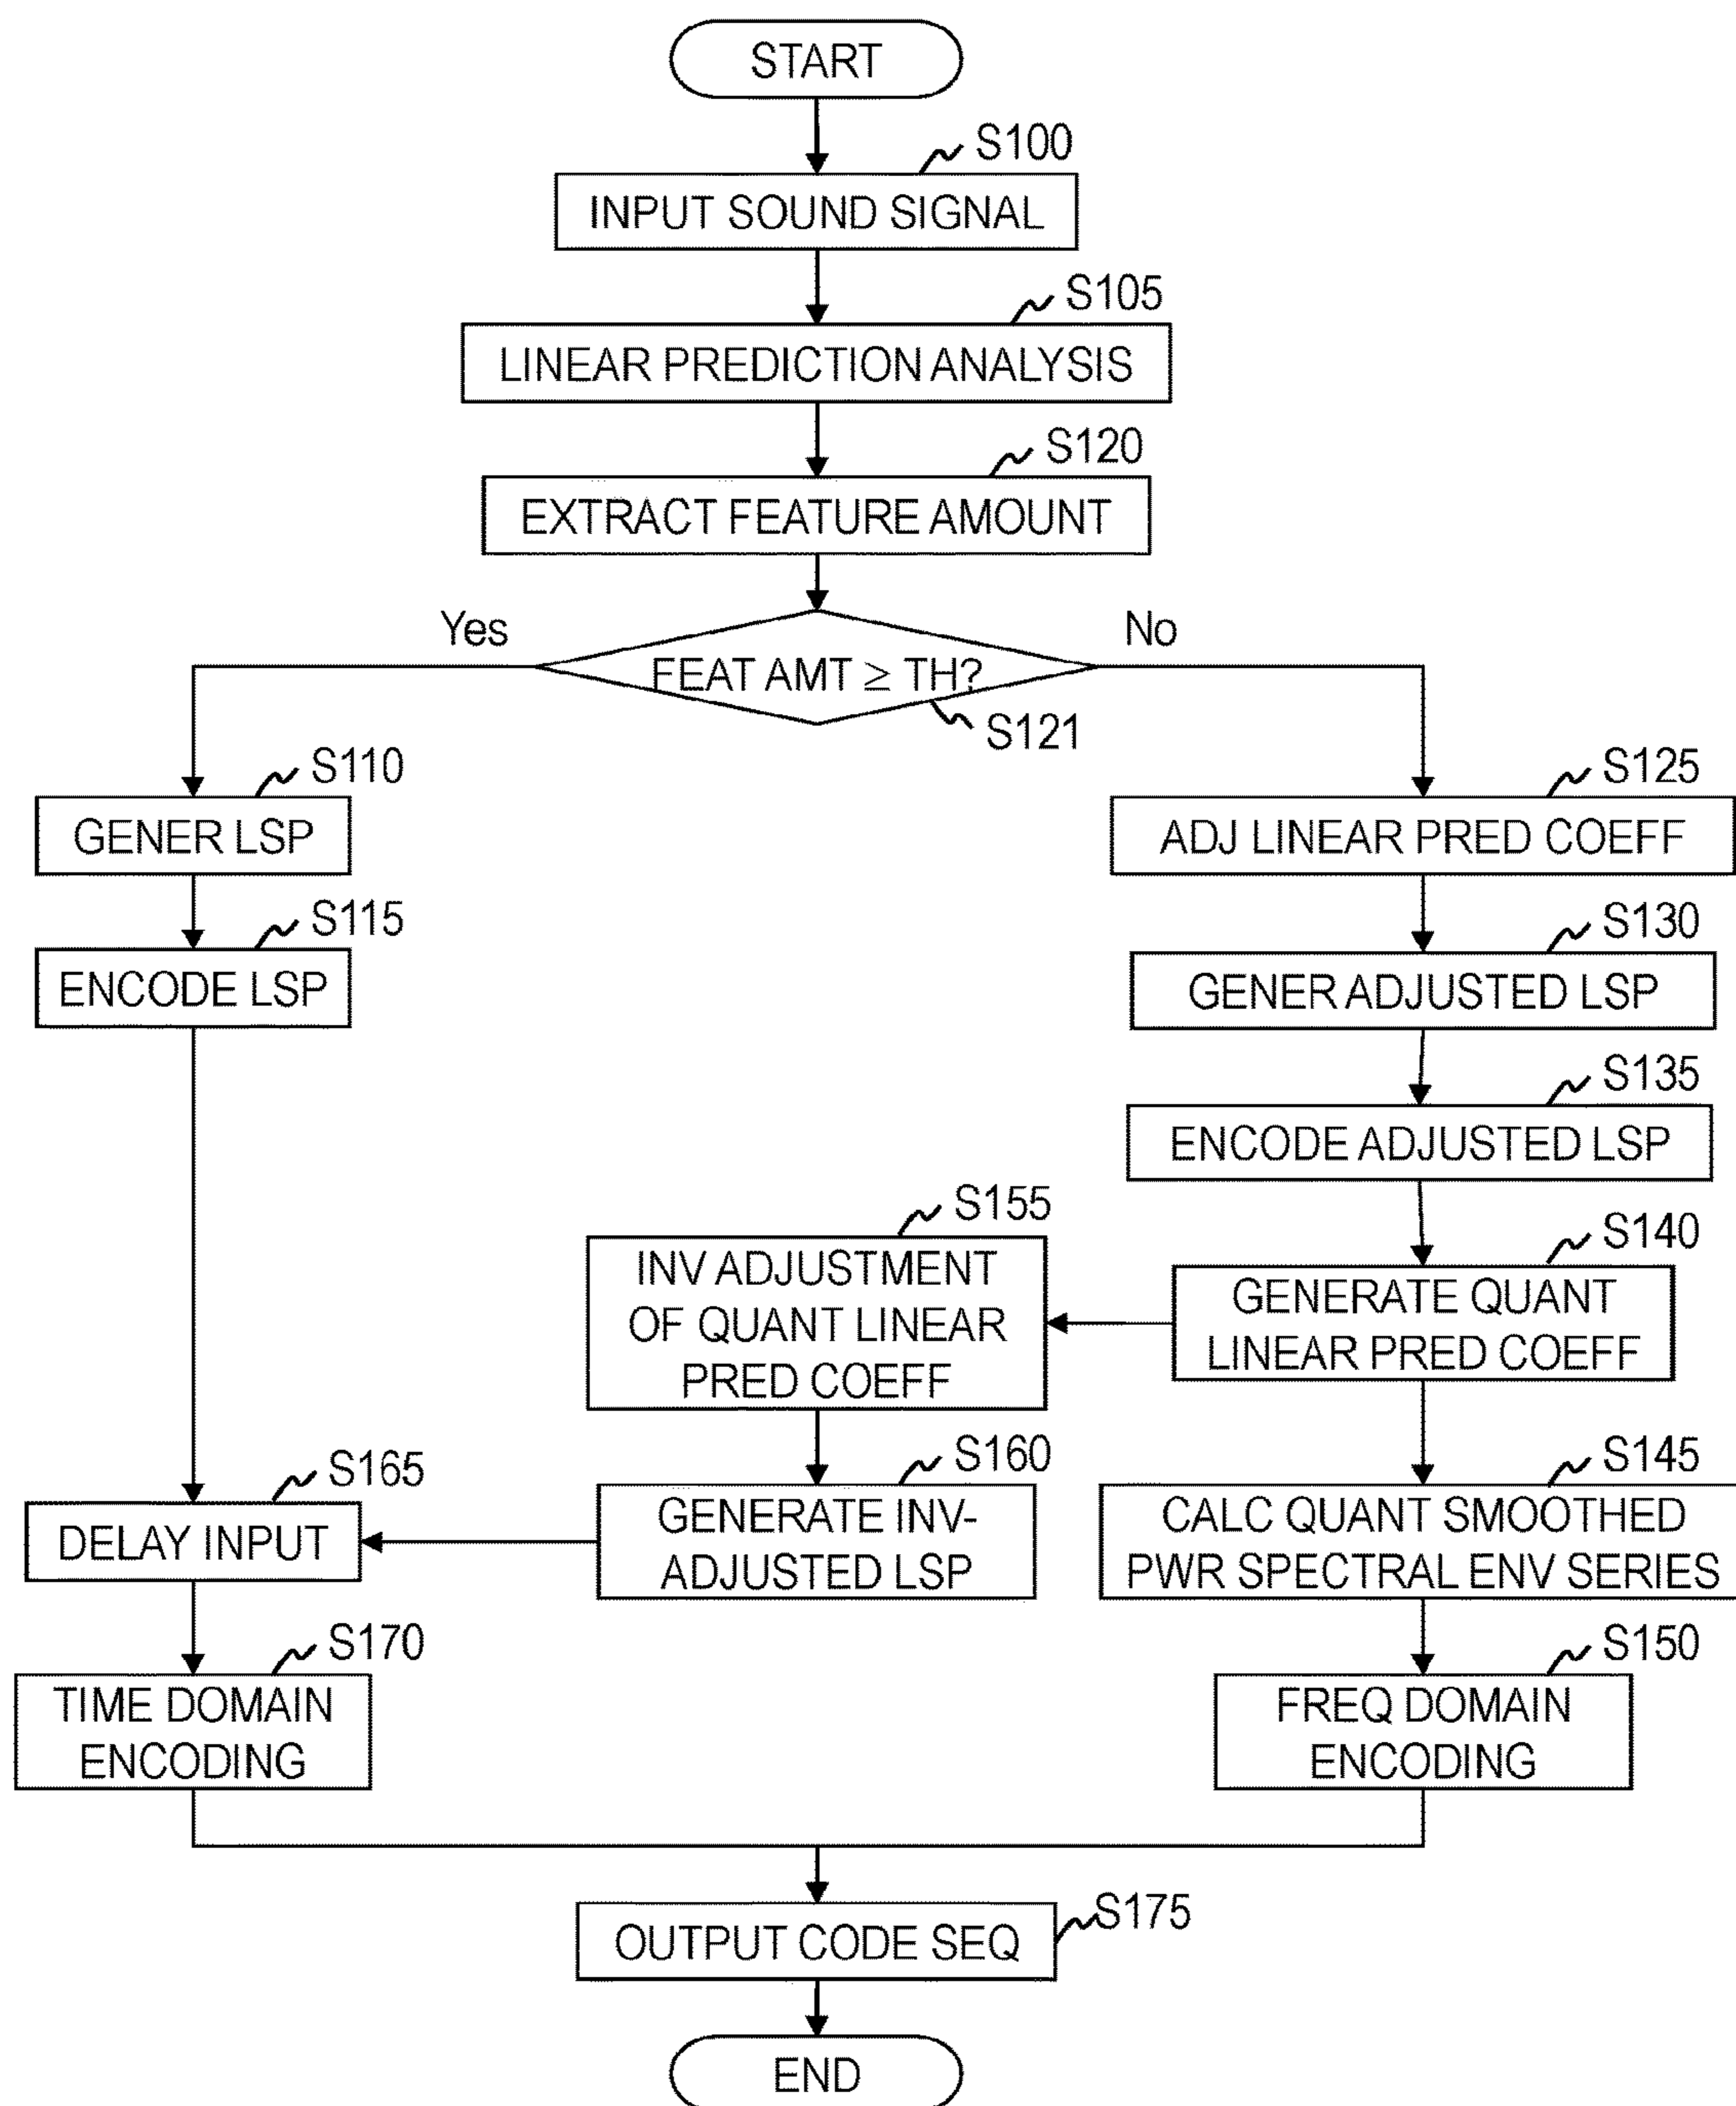 START
S100
INPUT SOUND SIGNAL
S105
LINEAR PREDICTION ANALYSIS
S120
EXTRACT FEATURE AMOUNT
Yes
No
FEAT AMT ≥ TH?
S121
S110
GENER LSP
S115
ENCODE LSP
S125
ADJ LINEAR PRED COEFF
S130
GENER ADJUSTED LSP
S135
ENCODE ADJUSTED LSP
S140
GENERATE QUANT
LINEAR PRED COEFF
S155
INV ADJUSTMENT
OF QUANT LINEAR
PRED COEFF
S160
GENERATE INV-
ADJUSTED LSP
S145
CALC QUANT SMOOTHED
PWR SPECTRAL ENV SERIES
S165
DELAY INPUT
S170
TIME DOMAIN
ENCODING
S150
FREQ DOMAIN
ENCODING
S175
OUTPUT CODE SEQ
END